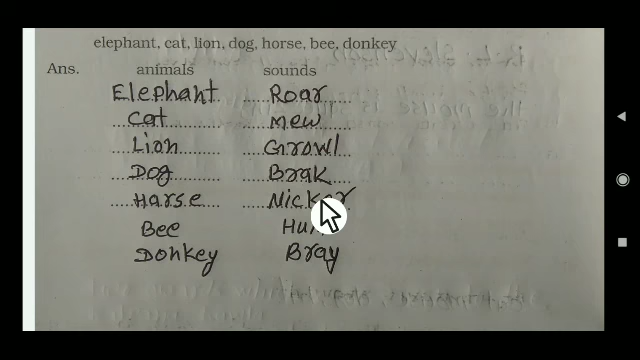 elephant, cat, lion, dog, horse, bee, donkey
Ans. animals sounds
Elephant Roar
Cat mew
Lion Growl
Dog Brak
Harse Nicker
Bee
Donkey Bray